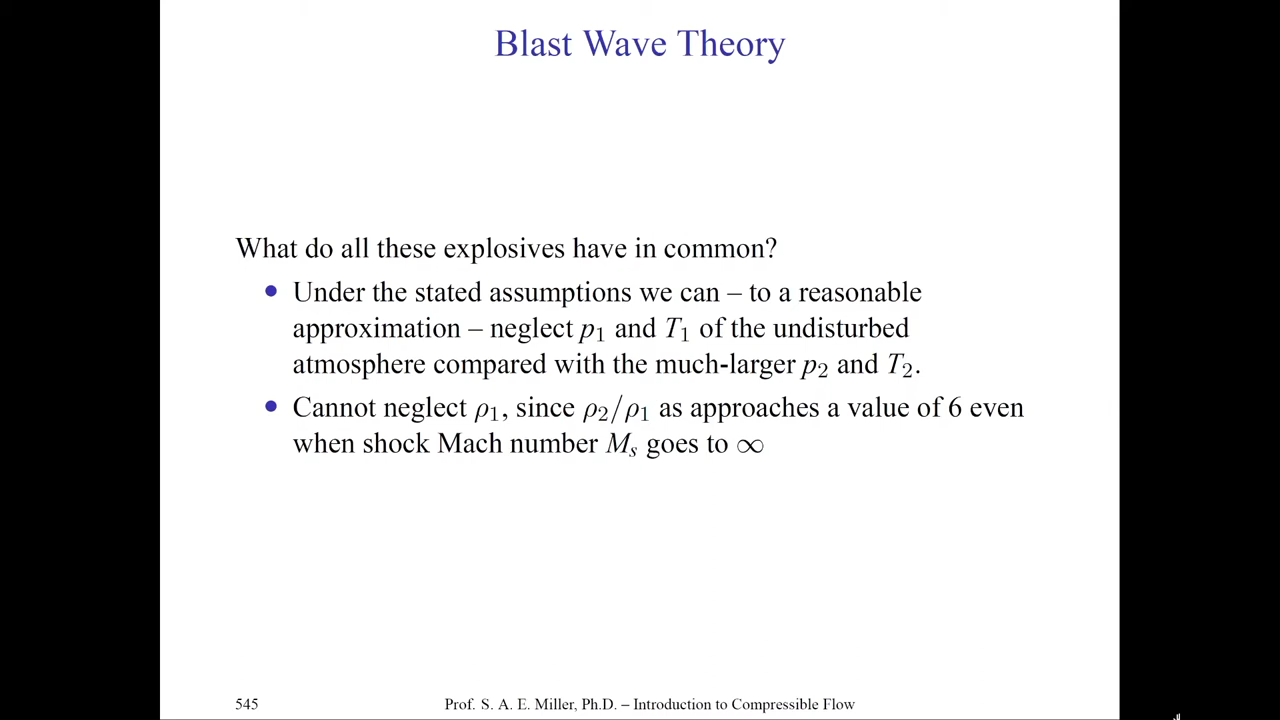 Blast Wave Theory
What do all these explosives have in common?
• Under the stated assumptions we can – to a reasonable
approximation – neglect p₁ and T₁ of the undisturbed
atmosphere compared with the much-larger p₂ and T₂.
• Cannot neglect ρ₁, since ρ₂/ρ₁ as approaches a value of 6 even
when shock Mach number Mₛ goes to ∞
545 Prof. S. A. E. Miller, Ph.D. – Introduction to Compressible Flow